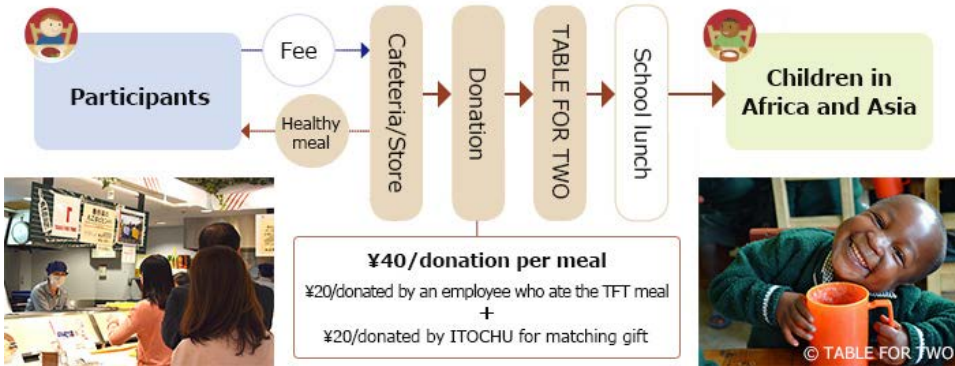 Participants
Fee
Healthy
meal
Cafeteria/Store
Donation
TABLE FOR TWO
School lunch
Children in
Africa and Asia
¥40/donation per meal
¥20/donated by an employee who ate the TFT meal
+
¥20/donated by ITOCHU for matching gift
© TABLE FOR TWO